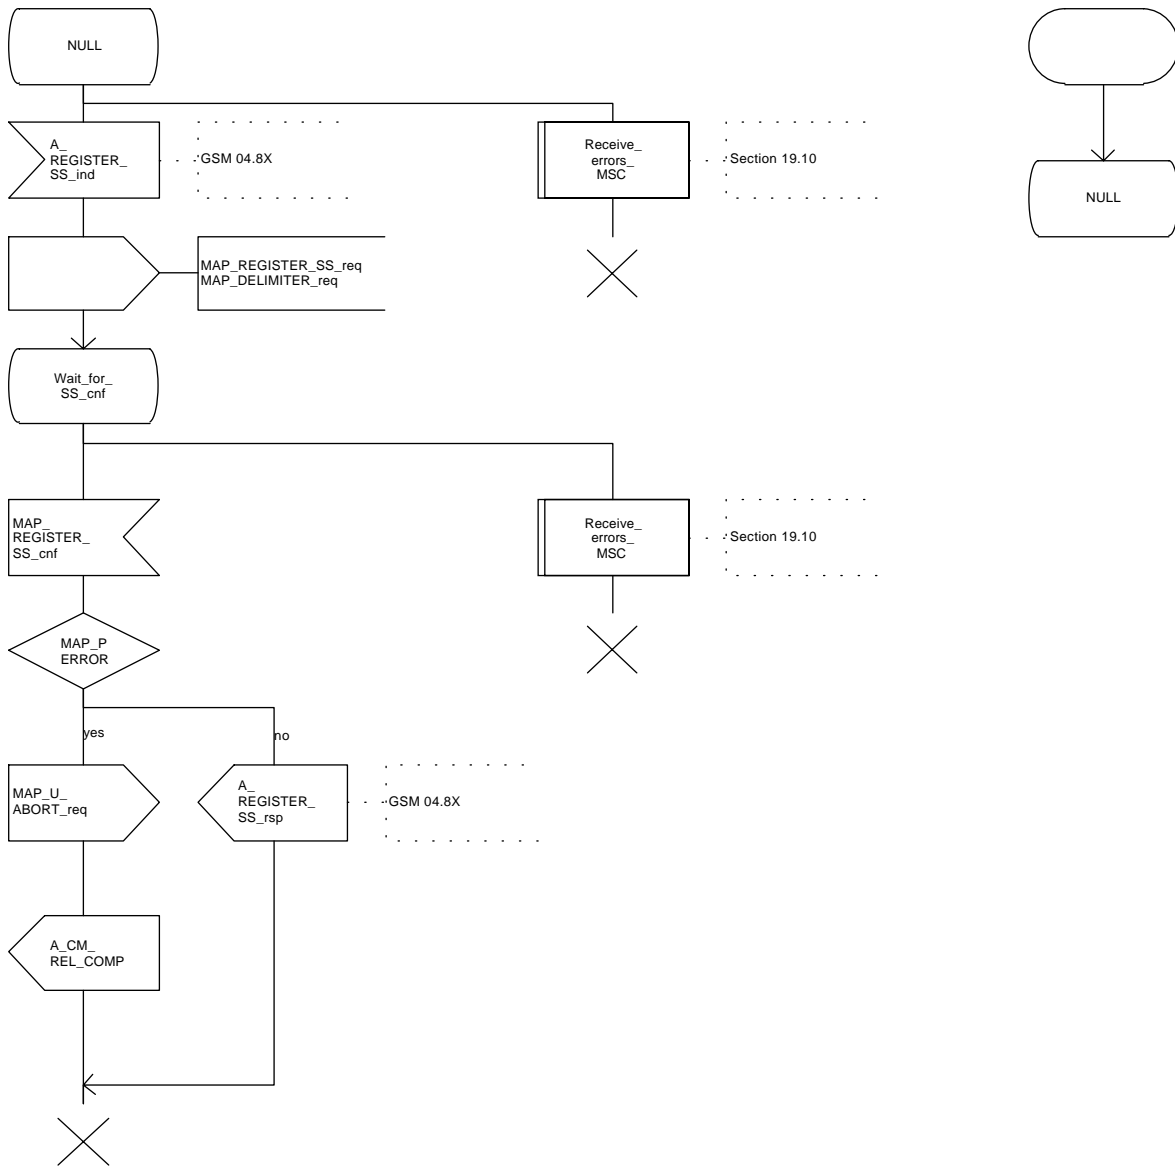 NULL
A_
REGISTER_
SS_ind
GSM 04.8X
Receive_
errors_
MSC
Section 19.10
NULL
MAP_REGISTER_SS_req
MAP_DELIMITER_req
Wait_for_
SS_cnf
MAP_
REGISTER_
SS_cnf
Receive_
errors_
MSC
Section 19.10
MAP_P
ERROR
yes
no
MAP_U_
ABORT_req
A_
REGISTER_
SS_rsp
GSM 04.8X
A_CM_
REL_COMP